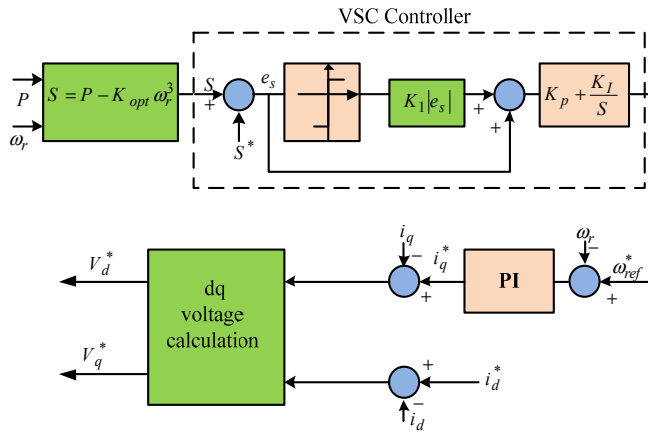 VSC Controller
P
ω_r
S = P − K_opt ω_r^3
S
+
e_s
S^*
K_1|e_s|
+
+
K_p + K_I/S
V_d^*
V_q^*
dq
voltage
calculation
i_q
−
i_q^*
+
PI
ω_r
−
ω_ref^*
+
+
i_d^*
−
i_d